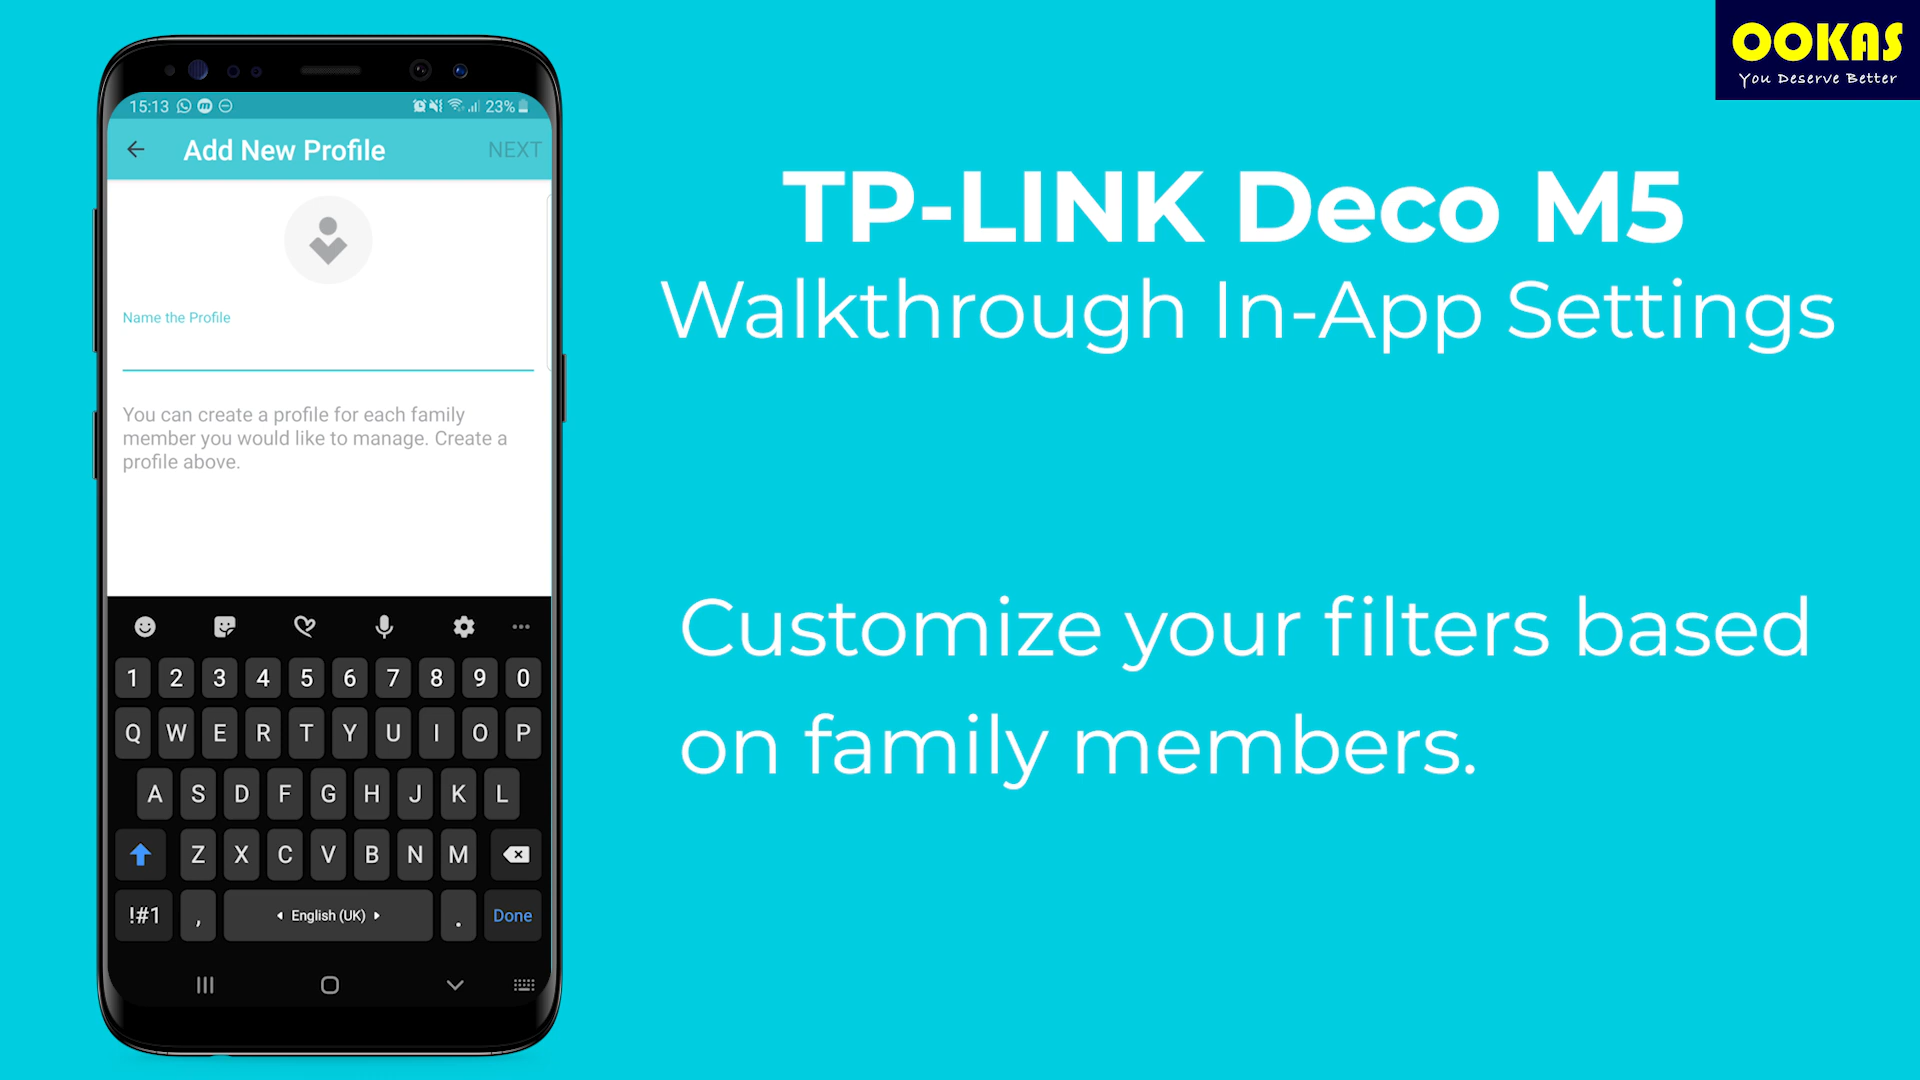 OOKAS
You Deserve Better
15:13
23%
Add New Profile
NEXT
Name the Profile
You can create a profile for each family
member you would like to manage. Create a
profile above.
1 2 3 4 5 6 7 8 9 0
Q W E R T Y U I O P
A S D F G H J K L
Z X C V B N M
!#1 , English (UK) . Done
TP-LINK Deco M5
Walkthrough In-App Settings
Customize your filters based
on family members.